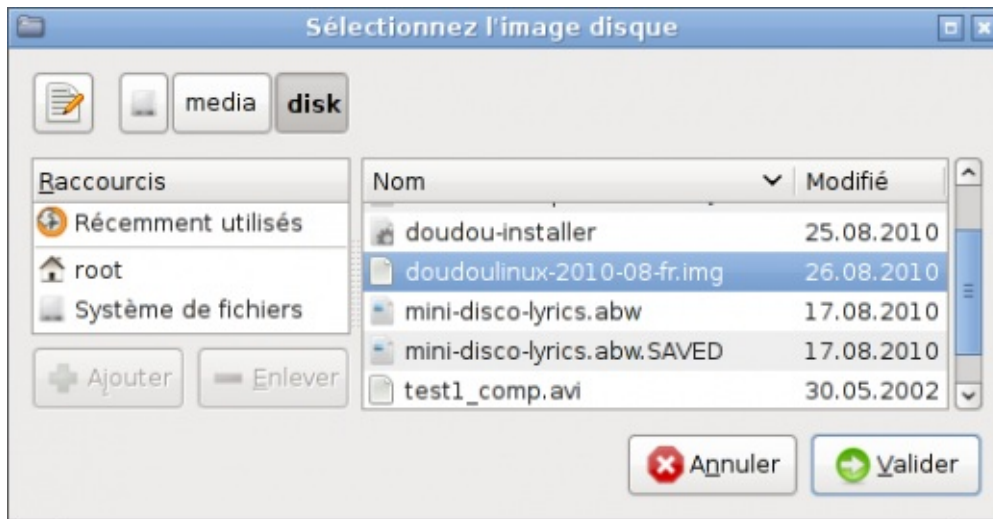 Sélectionnez l'image disque
media disk
Raccourcis
Récemment utilisés
root
Système de fichiers
Ajouter Enlever
Nom Modifié
doudou-installer 25.08.2010
doudoulinux-2010-08-fr.img 26.08.2010
mini-disco-lyrics.abw 17.08.2010
mini-disco-lyrics.abw.SAVED 17.08.2010
test1_comp.avi 30.05.2002
Annuler Valider